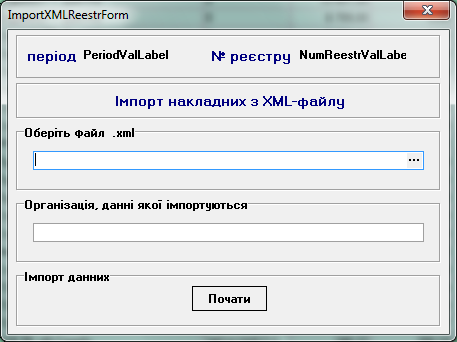 ImportXMLReestrForm
період PeriodValLabel № реєстру NumReestrValLabe
Імпорт накладних з XML-файлу
Оберіть файл .xml
...
Організація, данні якої імпортуються
Імпорт данних
Почати